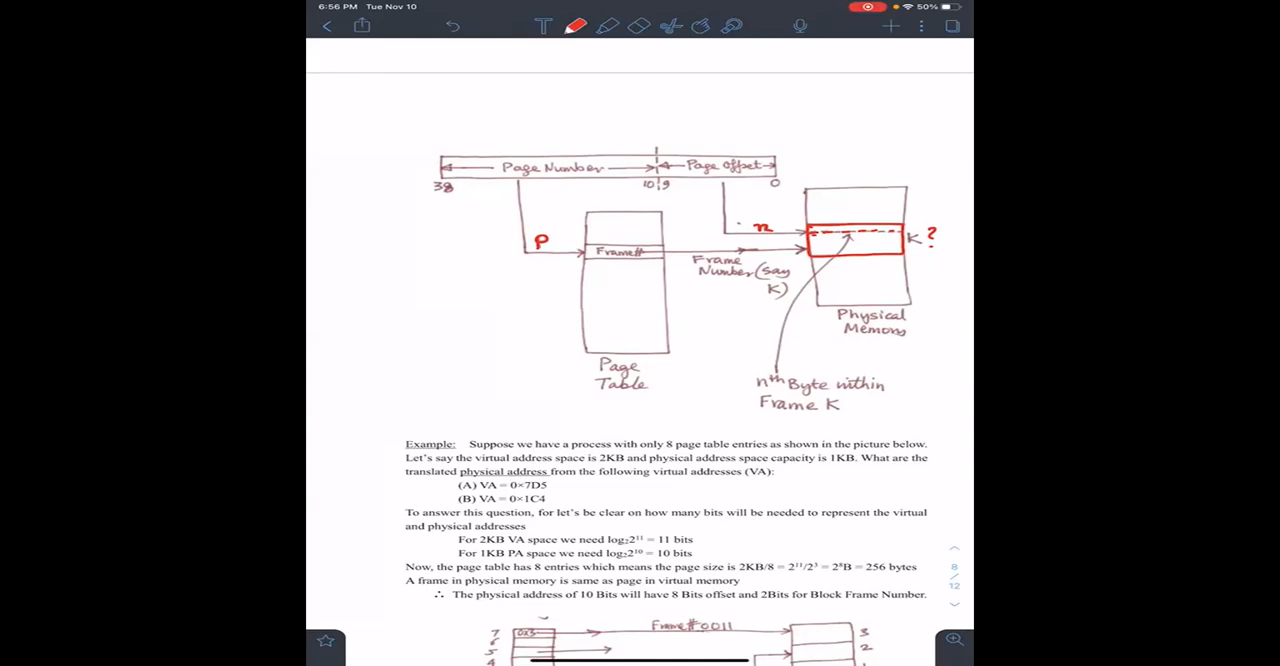 6:56 PM Tue Nov 10
50%
Page Number
Page Offset
38
10
9
0
P
n
K ?
Frame#
Frame
Number (say
K)
Physical
Memory
Page
Table
nth Byte within
Frame K
Example: Suppose we have a process with only 8 page table entries as shown in the picture below.
Let's say the virtual address space is 2KB and physical address space capacity is 1KB. What are the
translated physical address from the following virtual addresses (VA):
(A) VA = 0×7D5
(B) VA = 0×1C4
To answer this question, for let's be clear on how many bits will be needed to represent the virtual
and physical addresses
For 2KB VA space we need log₂2¹¹ = 11 bits
For 1KB PA space we need log₂2¹⁰ = 10 bits
Now, the page table has 8 entries which means the page size is 2KB/8 = 2¹¹/2³ = 2⁸B = 256 bytes
A frame in physical memory is same as page in virtual memory
∴ The physical address of 10 Bits will have 8 Bits offset and 2Bits for Block Frame Number.
8
/
12
Frame# 0011
7
0x3
3
6
5
2
4